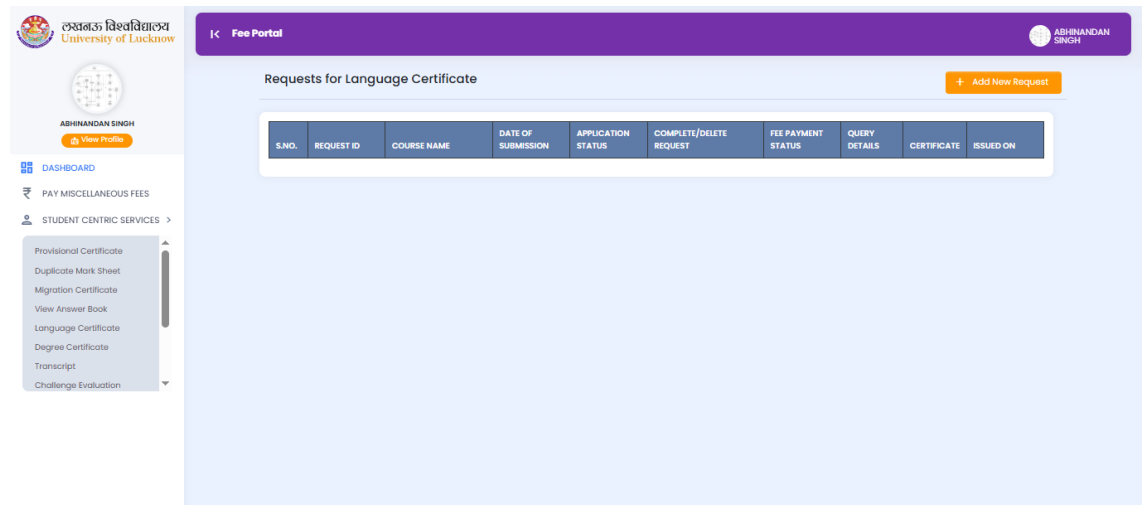 लखनऊ विश्वविद्यालय
University of Lucknow
Fee Portal
ABHINANDAN
SINGH
ABHINANDAN SINGH
View Profile
DASHBOARD
₹ PAY MISCELLANEOUS FEES
STUDENT CENTRIC SERVICES >
Provisional Certificate
Duplicate Mark Sheet
Migration Certificate
View Answer Book
Language Certificate
Degree Certificate
Transcript
Challenge Evaluation
Requests for Language Certificate
+ Add New Request
S.NO.
REQUEST ID
COURSE NAME
DATE OF
SUBMISSION
APPLICATION
STATUS
COMPLETE/DELETE
REQUEST
FEE PAYMENT
STATUS
QUERY
DETAILS
CERTIFICATE
ISSUED ON